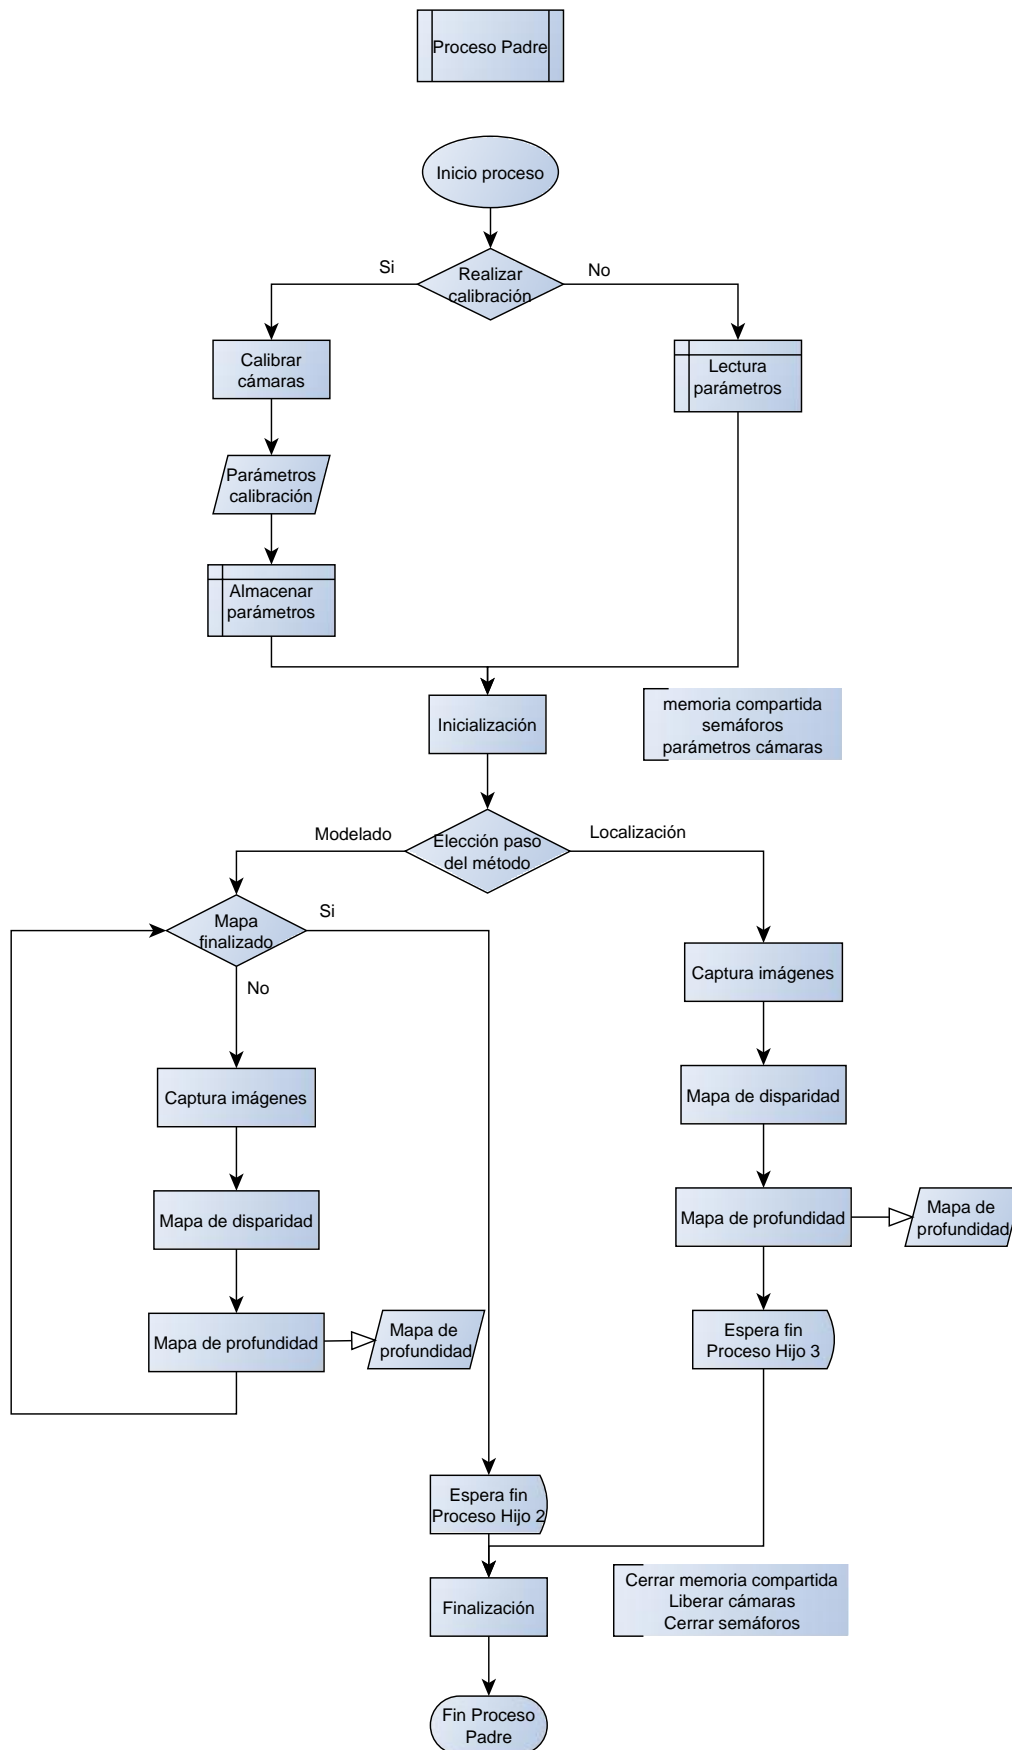 Proceso Padre
Inicio proceso
Realizar
calibración
Si
No
Calibrar
cámaras
Lectura
parámetros
Parámetros
calibración
Almacenar
parámetros
Inicialización
memoria compartida
semáforos
parámetros cámaras
Elección paso
del método
Modelado
Localización
Mapa
finalizado
Si
No
Captura imágenes
Captura imágenes
Mapa de disparidad
Mapa de disparidad
Mapa de profundidad
Mapa de
profundidad
Mapa de profundidad
Mapa de
profundidad
Espera fin
Proceso Hijo 3
Espera fin
Proceso Hijo 2
Finalización
Cerrar memoria compartida
Liberar cámaras
Cerrar semáforos
Fin Proceso
Padre